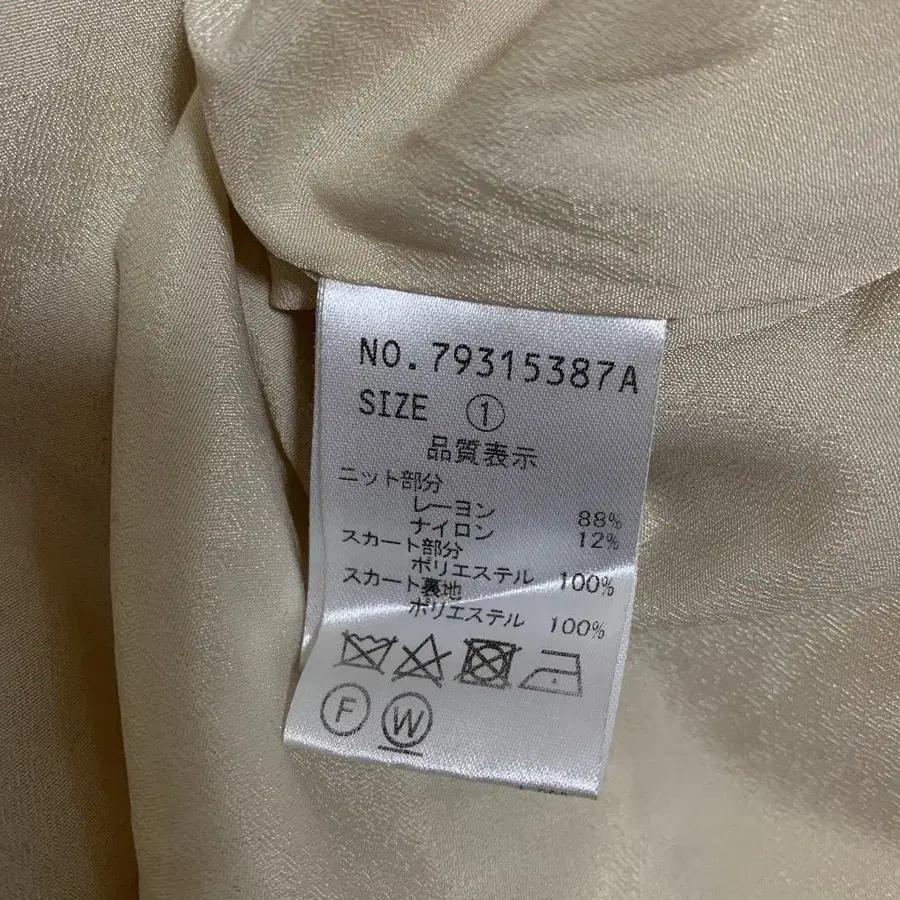 NO.79315387A
SIZE ①
品質表示
ニット部分
レーヨン 88%
ナイロン 12%
スカート部分
ポリエステル 100%
スカート裏地
ポリエステル 100%
F W